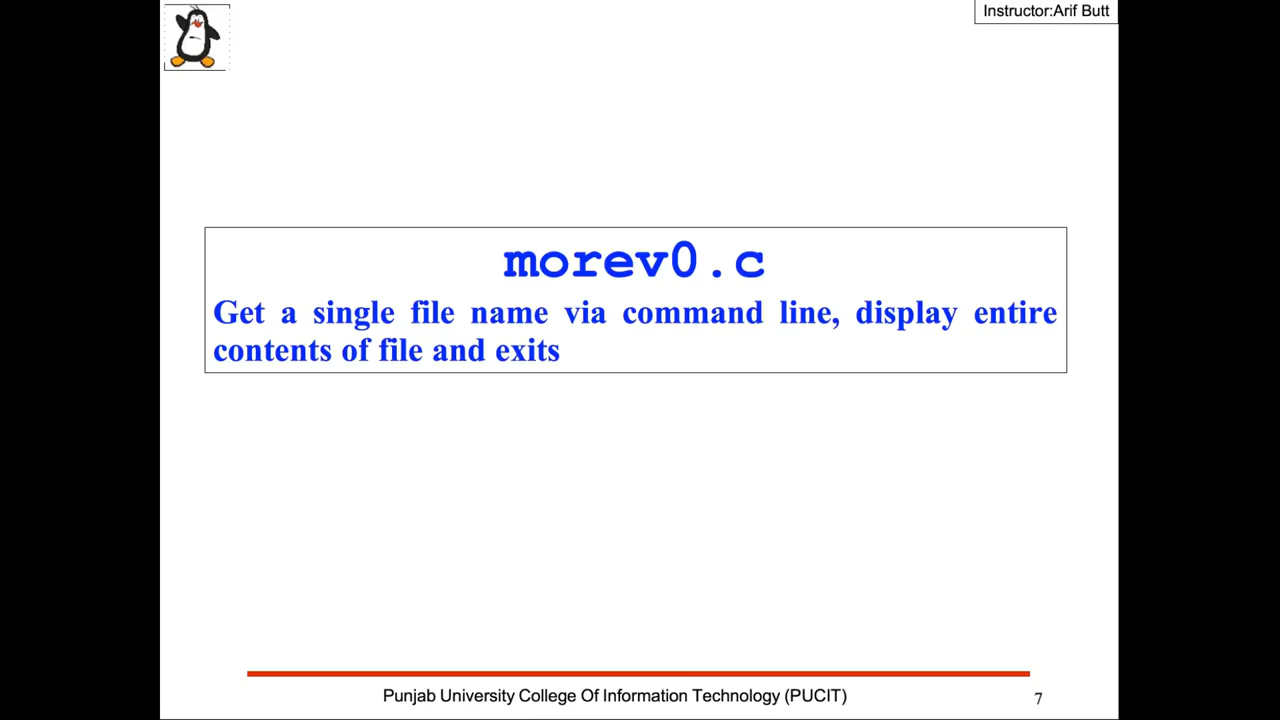 Instructor:Arif Butt
morev0.c
Get a single file name via command line, display entire
contents of file and exits
Punjab University College Of Information Technology (PUCIT)
7